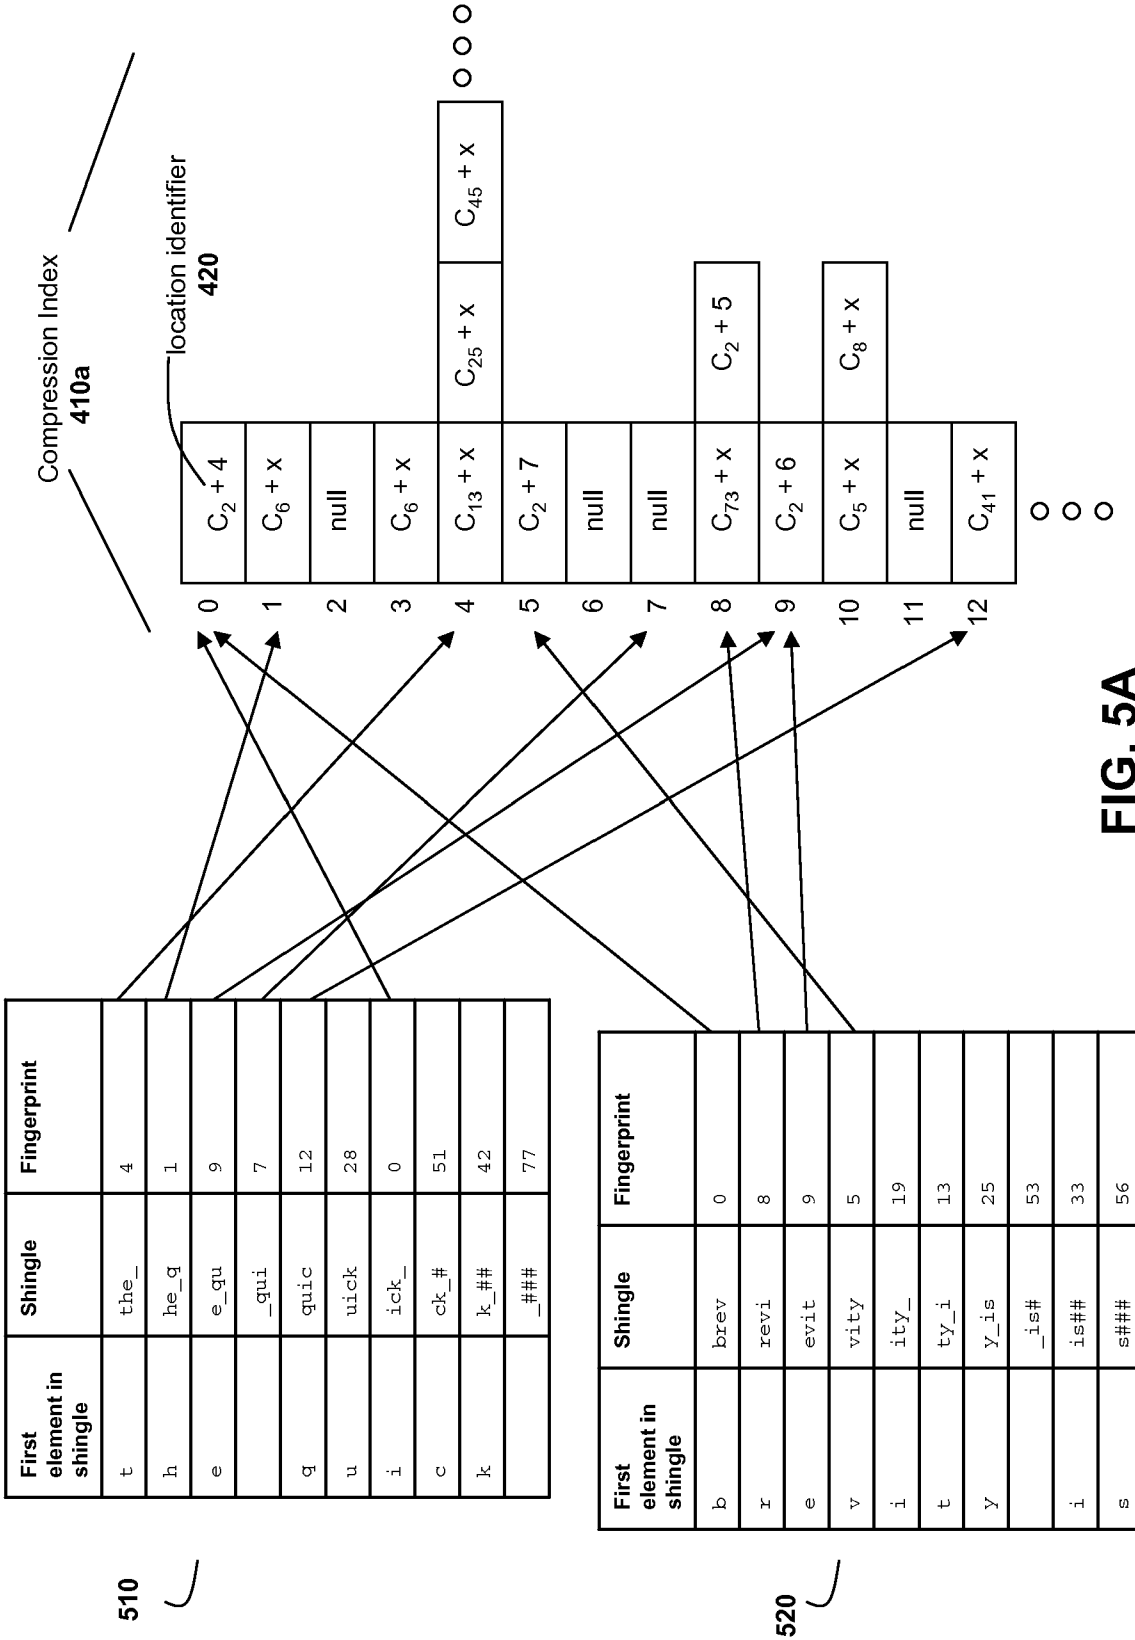 Compression Index
410a
location identifier
420
510
First element in shingle Shingle Fingerprint
t the_ 4
h he_q 1
e e_qu 9
_qui 7
q quic 12
u uick 28
i ick_ 0
c ck_# 51
k k_## 42
_### 77
520
First element in shingle Shingle Fingerprint
b brev 0
r revi 8
e evit 9
v vity 5
i ity_ 19
t ty_i 13
y y_is 25
_is# 53
i is## 33
s s### 56
0 C2 + 4
1 C6 + x
2 null
3 C6 + x
4 C13 + x C25 + x C45 + x
5 C2 + 7
6 null
7 null
8 C73 + x C2 + 5
9 C2 + 6
10 C5 + x C8 + x
11 null
12 C41 + x
FIG. 5A